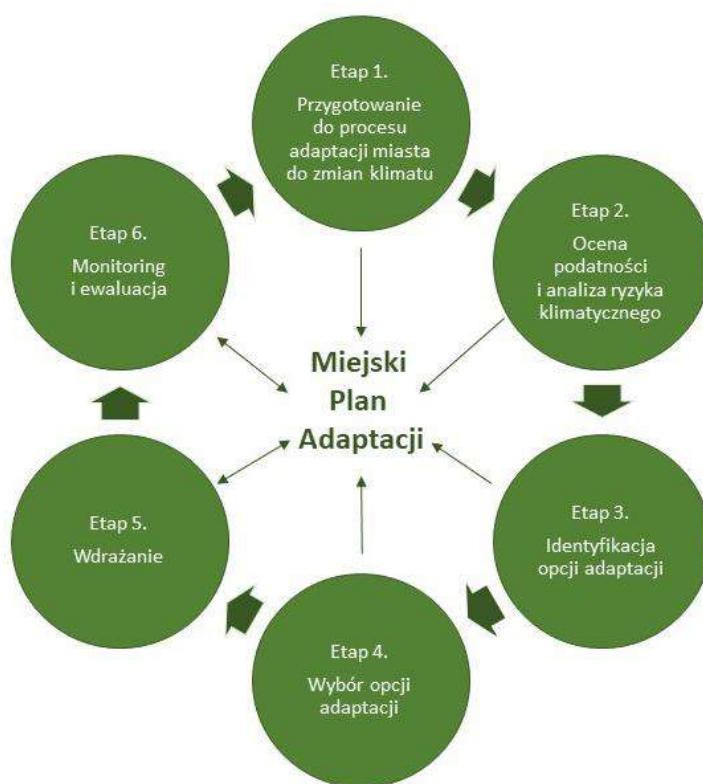 Etap 1.
Przygotowanie
do procesu
adaptacji miasta
do zmian klimatu
Etap 2.
Ocena
podatności
i analiza ryzyka
klimatycznego
Etap 3.
Identyfikacja
opcji adaptacji
Etap 4.
Wybór opcji
adaptacji
Etap 5.
Wdrażanie
Etap 6.
Monitoring
i ewaluacja
Miejski
Plan
Adaptacji